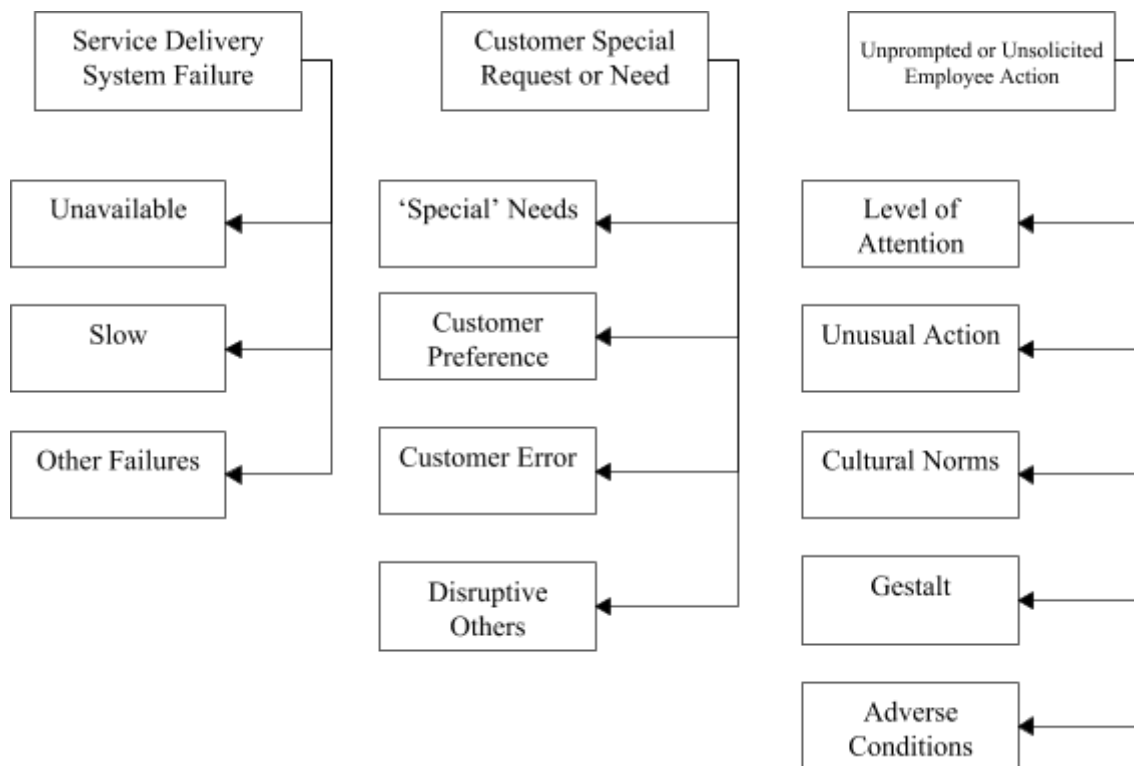 Service Delivery
System Failure
Unavailable
Slow
Other Failures
Customer Special
Request or Need
‘Special’ Needs
Customer
Preference
Customer Error
Disruptive
Others
Unprompted or Unsolicited
Employee Action
Level of
Attention
Unusual Action
Cultural Norms
Gestalt
Adverse
Conditions